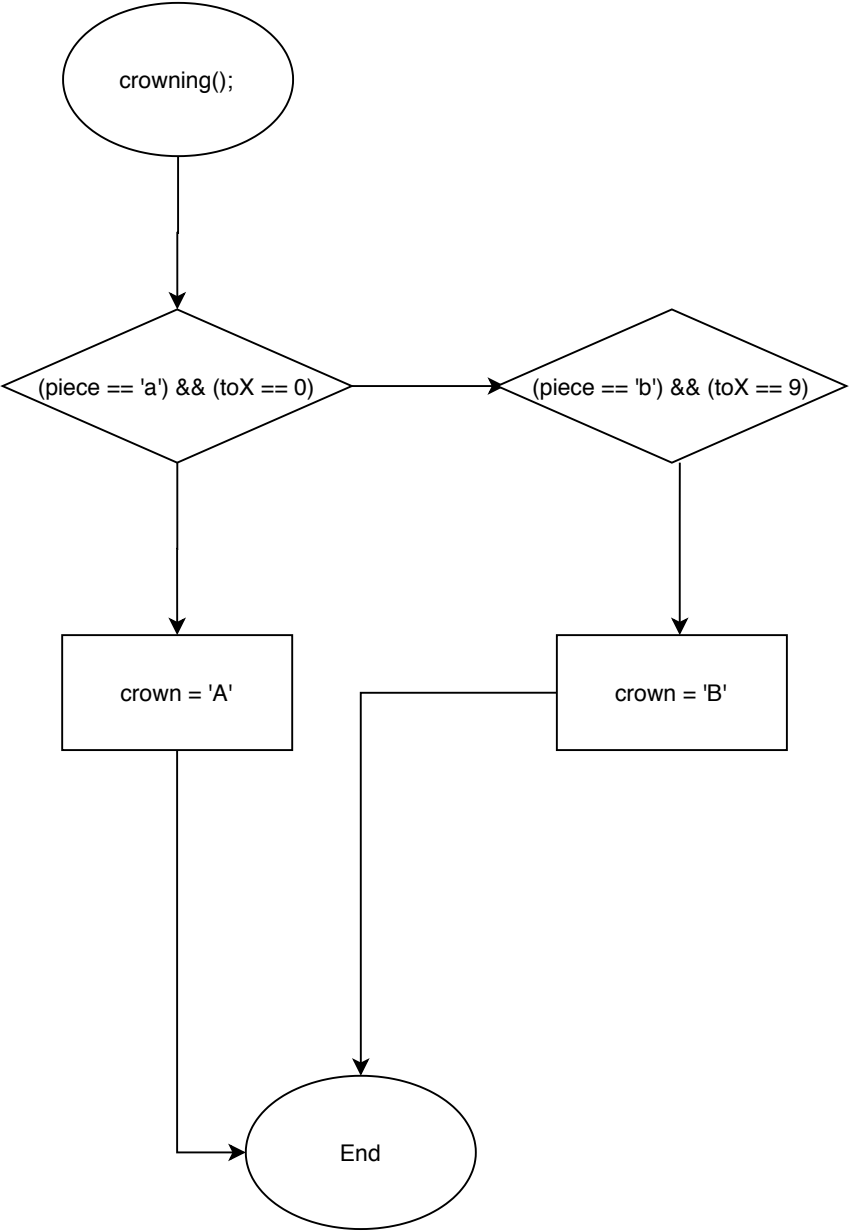 crowning();
(piece == 'a') && (toX == 0)
(piece == 'b') && (toX == 9)
crown = 'A'
crown = 'B'
End